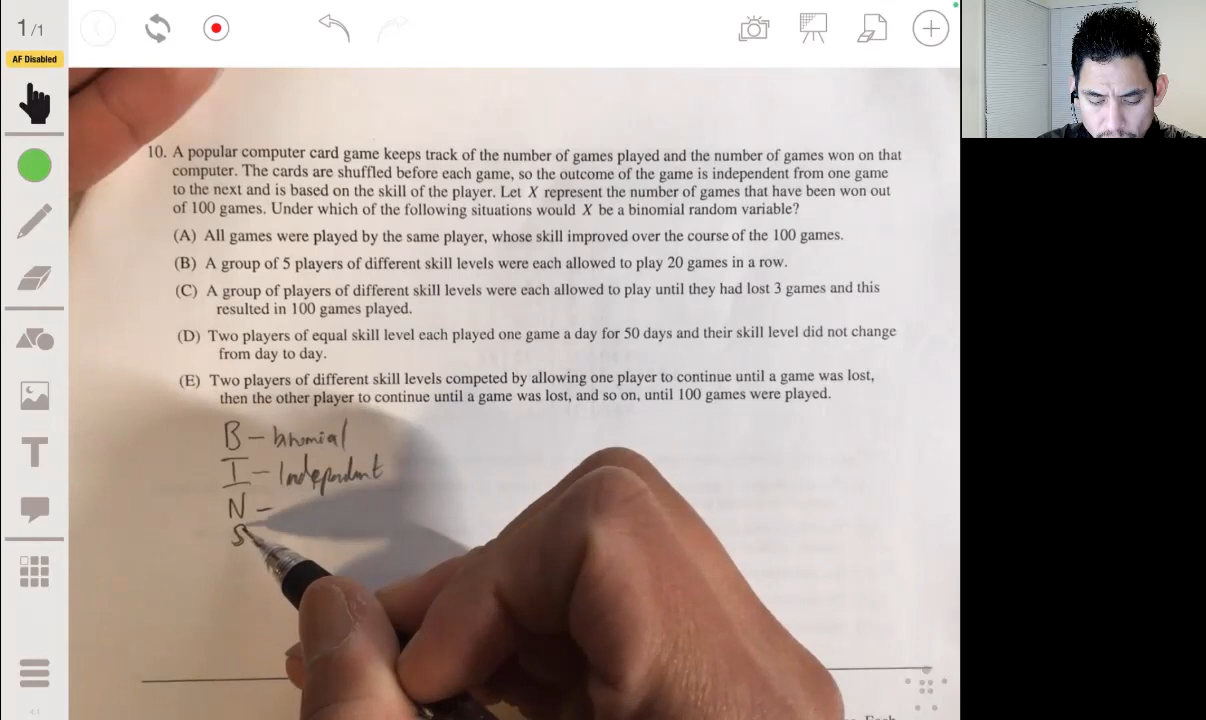 1/1
AF Disabled
10. A popular computer card game keeps track of the number of games played and the number of games won on that
computer. The cards are shuffled before each game, so the outcome of the game is independent from one game
to the next and is based on the skill of the player. Let X represent the number of games that have been won out
of 100 games. Under which of the following situations would X be a binomial random variable?
(A) All games were played by the same player, whose skill improved over the course of the 100 games.
(B) A group of 5 players of different skill levels were each allowed to play 20 games in a row.
(C) A group of players of different skill levels were each allowed to play until they had lost 3 games and this
resulted in 100 games played.
(D) Two players of equal skill level each played one game a day for 50 days and their skill level did not change
from day to day.
(E) Two players of different skill levels competed by allowing one player to continue until a game was lost,
then the other player to continue until a game was lost, and so on, until 100 games were played.
B - binomial
I - Independent
N -
S
T
4.1